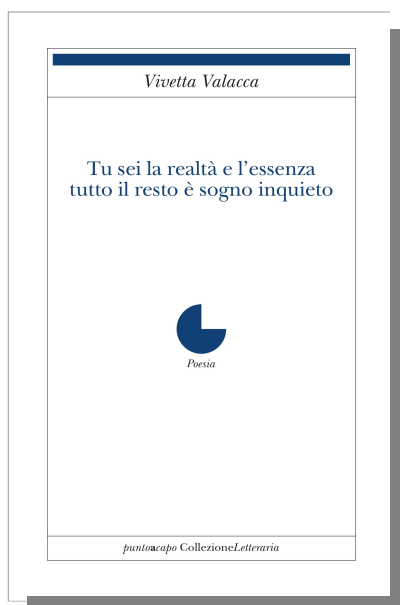 Vivetta Valacca
Tu sei la realtà e l’essenza
tutto il resto è sogno inquieto
Poesia
puntoacapo CollezioneLetteraria